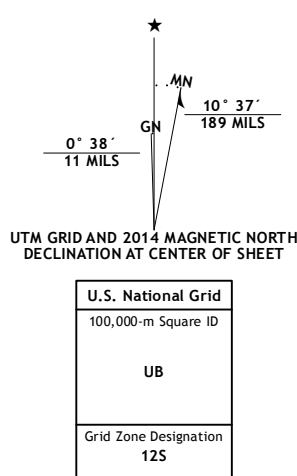 ★
MN
GN
10° 37´
189 MILS
0° 38´
11 MILS
UTM GRID AND 2014 MAGNETIC NORTH
DECLINATION AT CENTER OF SHEET
U.S. National Grid
100,000-m Square ID
UB
Grid Zone Designation
12S